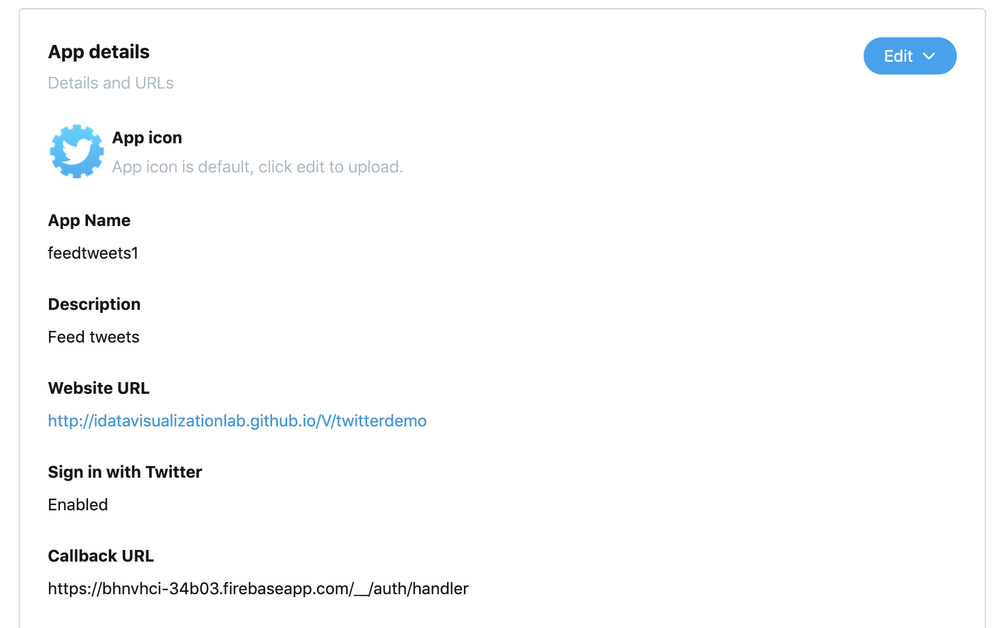 App details
Edit
Details and URLs
App icon
App icon is default, click edit to upload.
App Name
feedtweets1
Description
Feed tweets
Website URL
http://idatavisualizationlab.github.io/V/twitterdemo
Sign in with Twitter
Enabled
Callback URL
https://bhnvhci-34b03.firebaseapp.com/__/auth/handler